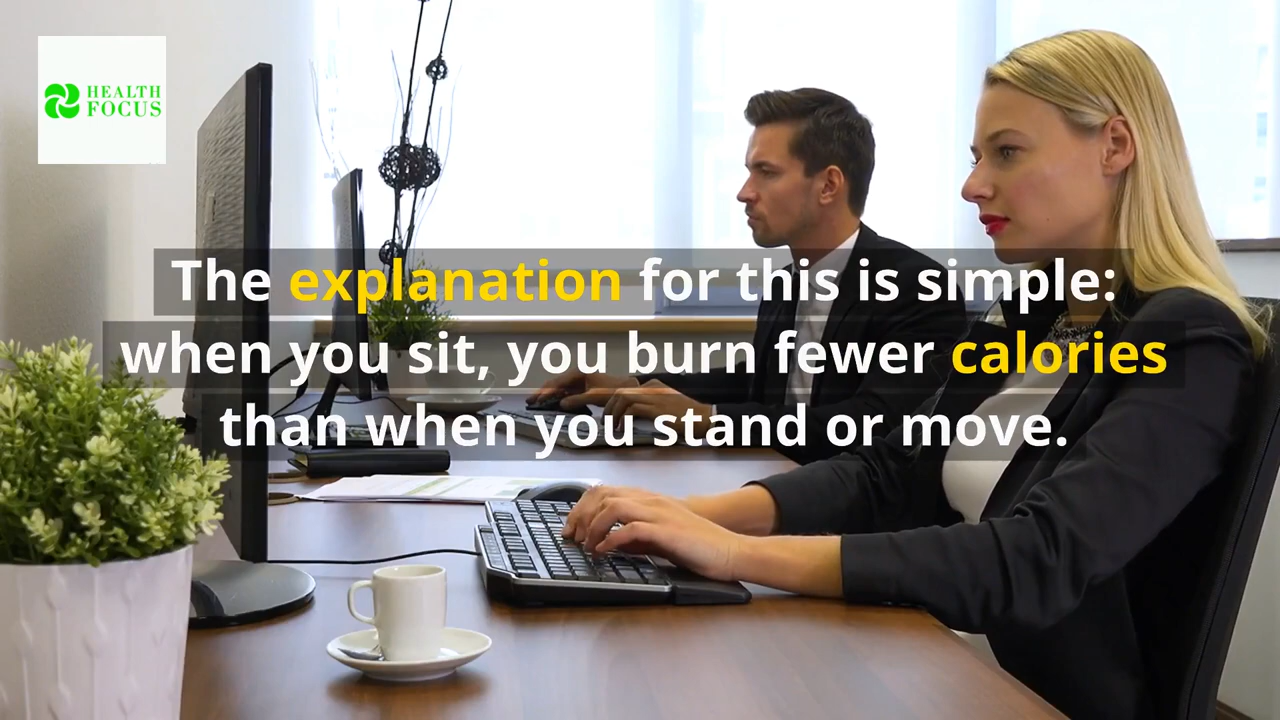 HEALTH
FOCUS
The explanation for this is simple:
when you sit, you burn fewer calories
than when you stand or move.